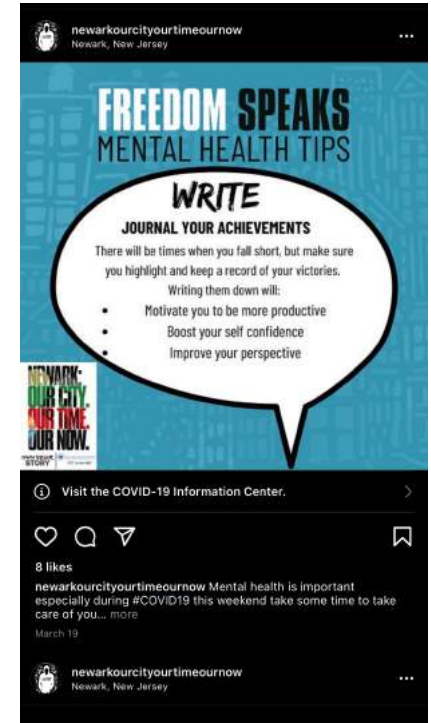 newarkourcityyourtimeournow
Newark, New Jersey
FREEDOM SPEAKS
MENTAL HEALTH TIPS
WRITE
JOURNAL YOUR ACHIEVEMENTS
There will be times when you fall short, but make sure
you highlight and keep a record of your victories.
Writing them down will:
• Motivate you to be more productive
• Boost your self confidence
• Improve your perspective
NEWARK:
OUR CITY.
OUR TIME.
OUR NOW.
STORY
Visit the COVID-19 Information Center.
8 likes
newarkourcityyourtimeournow Mental health is important
especially during #COVID19 this weekend take some time to take
care of you... more
March 19
newarkourcityyourtimeournow
Newark, New Jersey